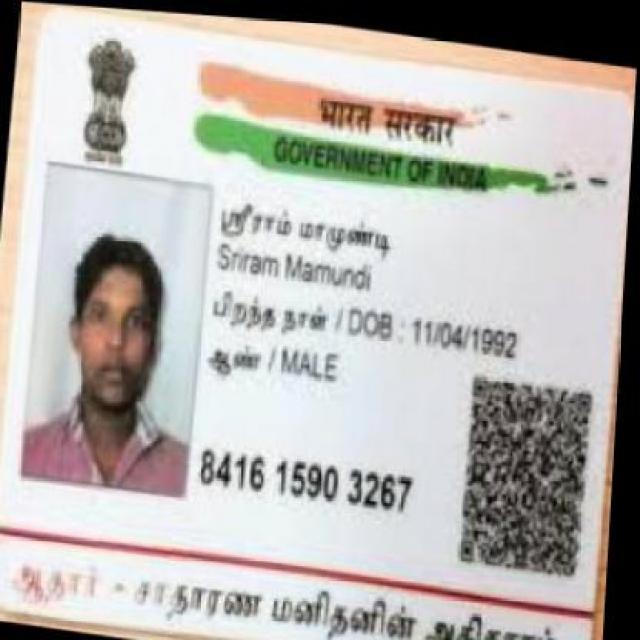 भारत सरकार
GOVERNMENT OF INDIA
ஸ்ரீராம் மாமுண்டி
Sriram Mamundi
பிறந்த நாள் / DOB : 11/04/1992
ஆண் / MALE
8416 1590 3267
ஆதார் - சாதாரண மனிதனின்